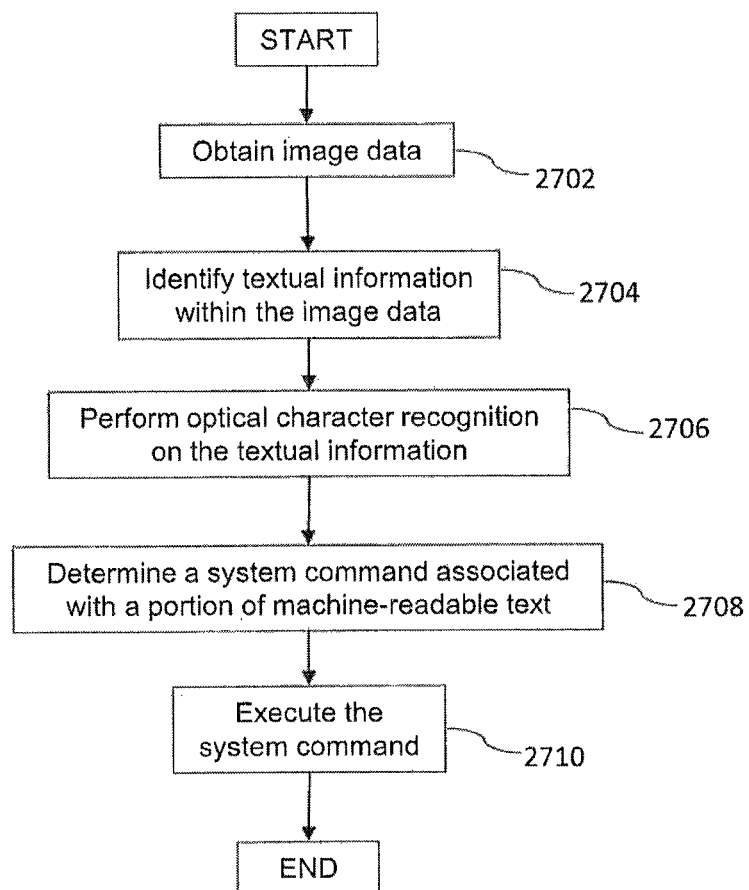 START
Obtain image data
2702
Identify textual information
within the image data
2704
Perform optical character recognition
on the textual information
2706
Determine a system command associated
with a portion of machine-readable text
2708
Execute the
system command
2710
END